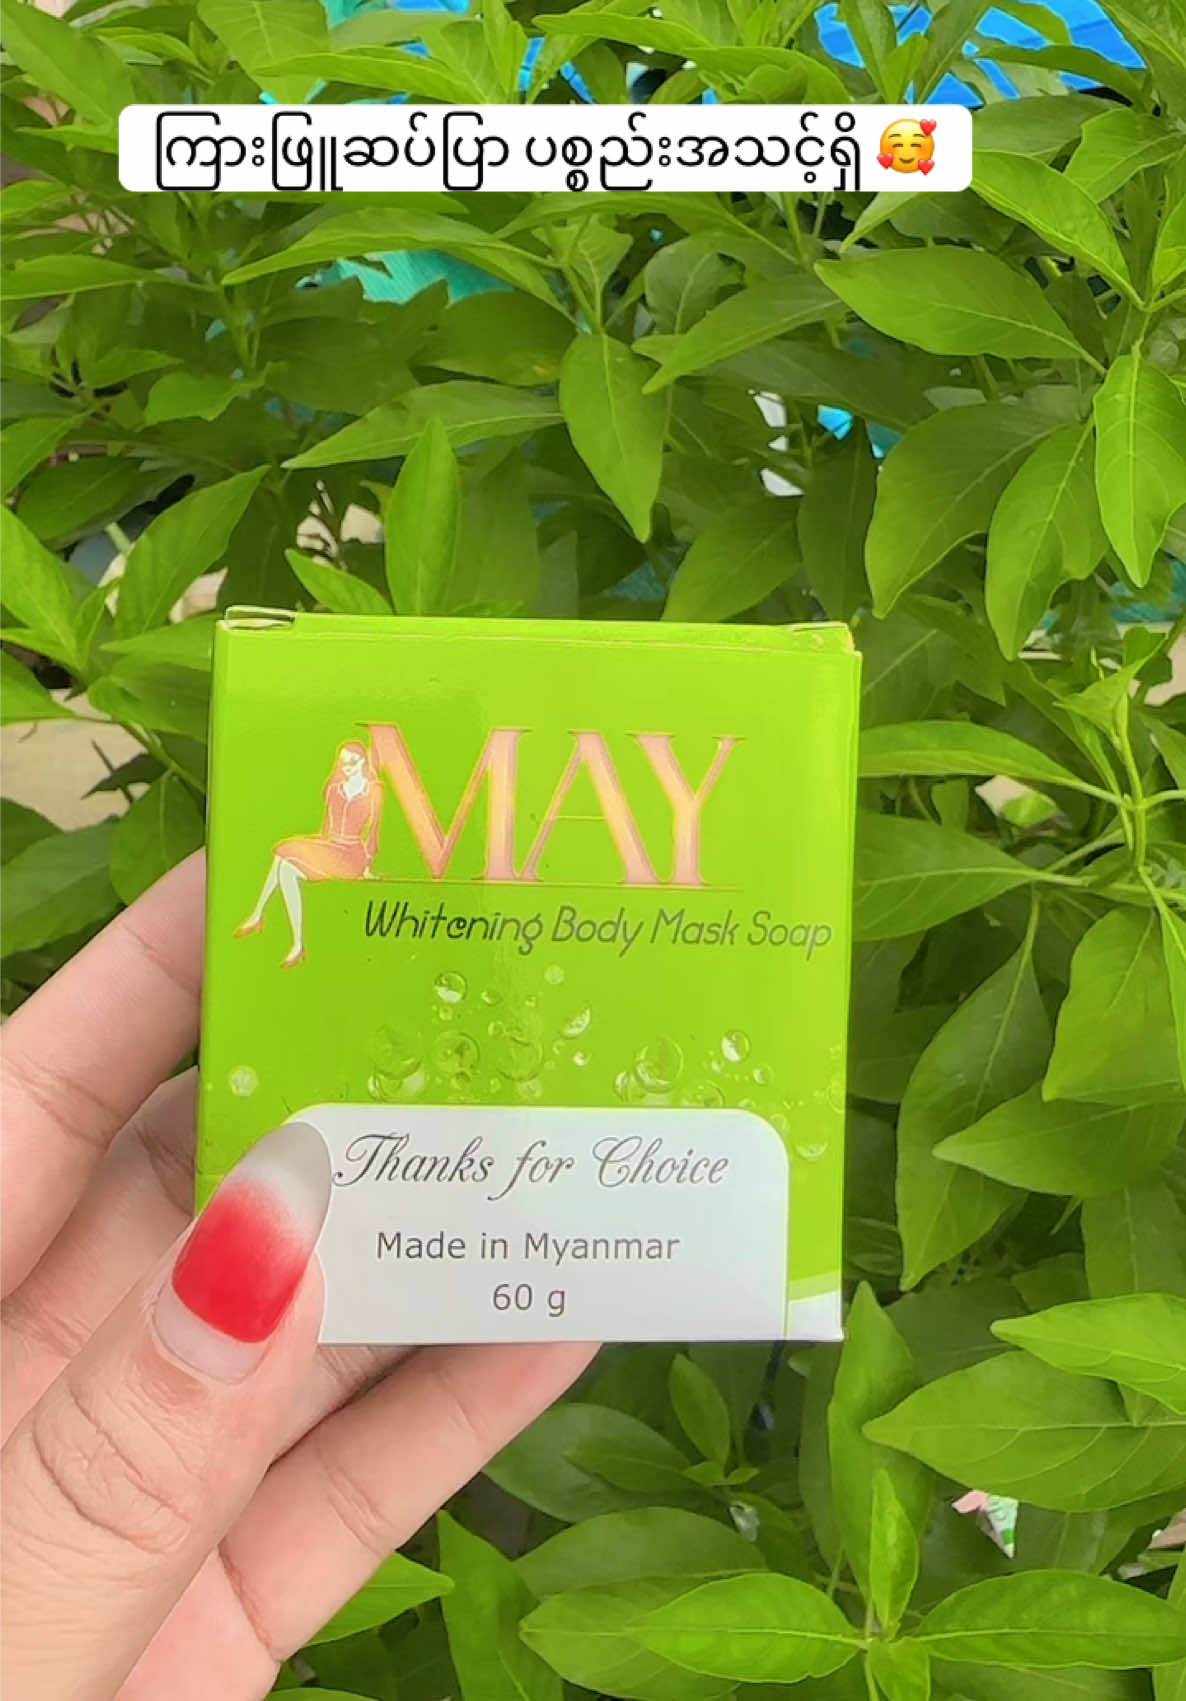 ကြားဖြူဆပ်ပြာ ပစ္စည်းအသင့်ရှိ 🥰
MAY
Whitening Body Mask Soap
Thanks for Choice
Made in Myanmar
60 g